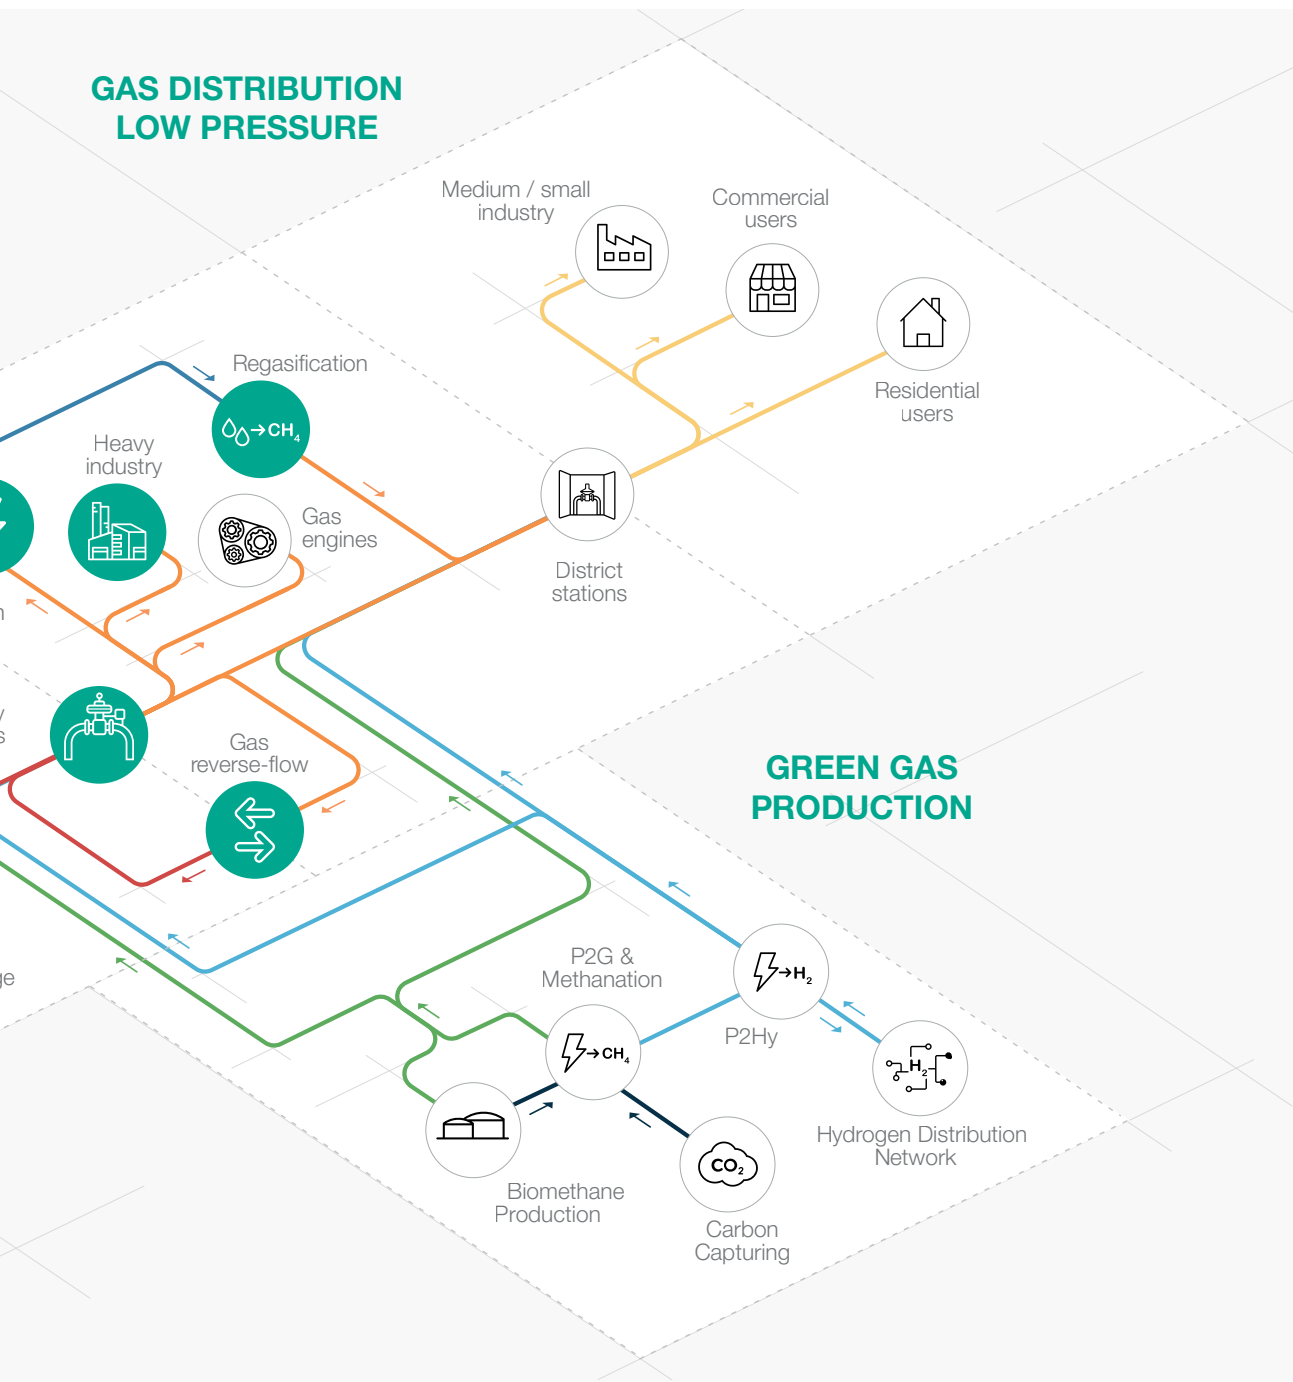 GAS DISTRIBUTION
LOW PRESSURE
Medium / small
industry
Commercial
users
Residential
users
Regasification
→CH₄
Heavy
industry
Gas
engines
District
stations
Gas
reverse-flow
GREEN GAS
PRODUCTION
P2G &
Methanation
→H₂
P2Hy
→CH₄
H₂
Hydrogen Distribution
Network
CO₂
Biomethane
Production
Carbon
Capturing